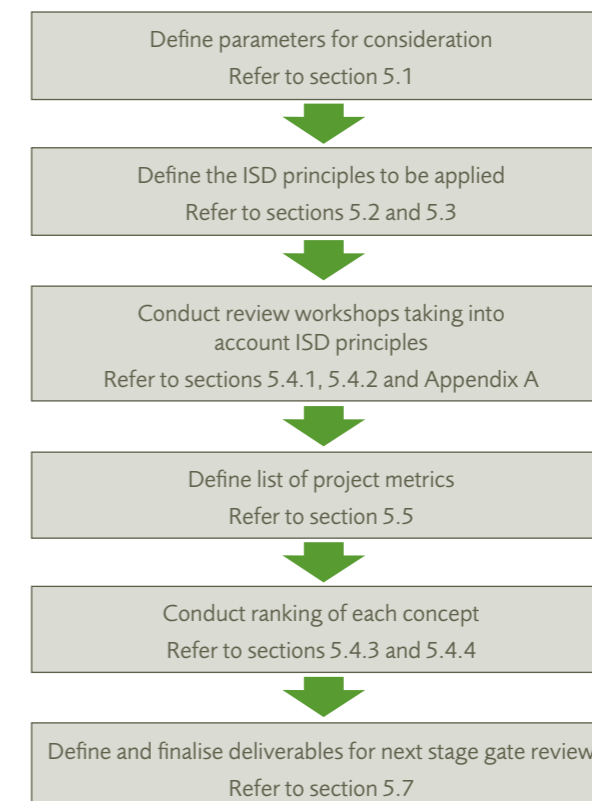 Define parameters for consideration
Refer to section 5.1
Define the ISD principles to be applied
Refer to sections 5.2 and 5.3
Conduct review workshops taking into
account ISD principles
Refer to sections 5.4.1, 5.4.2 and Appendix A
Define list of project metrics
Refer to section 5.5
Conduct ranking of each concept
Refer to sections 5.4.3 and 5.4.4
Define and finalise deliverables for next stage gate review
Refer to section 5.7